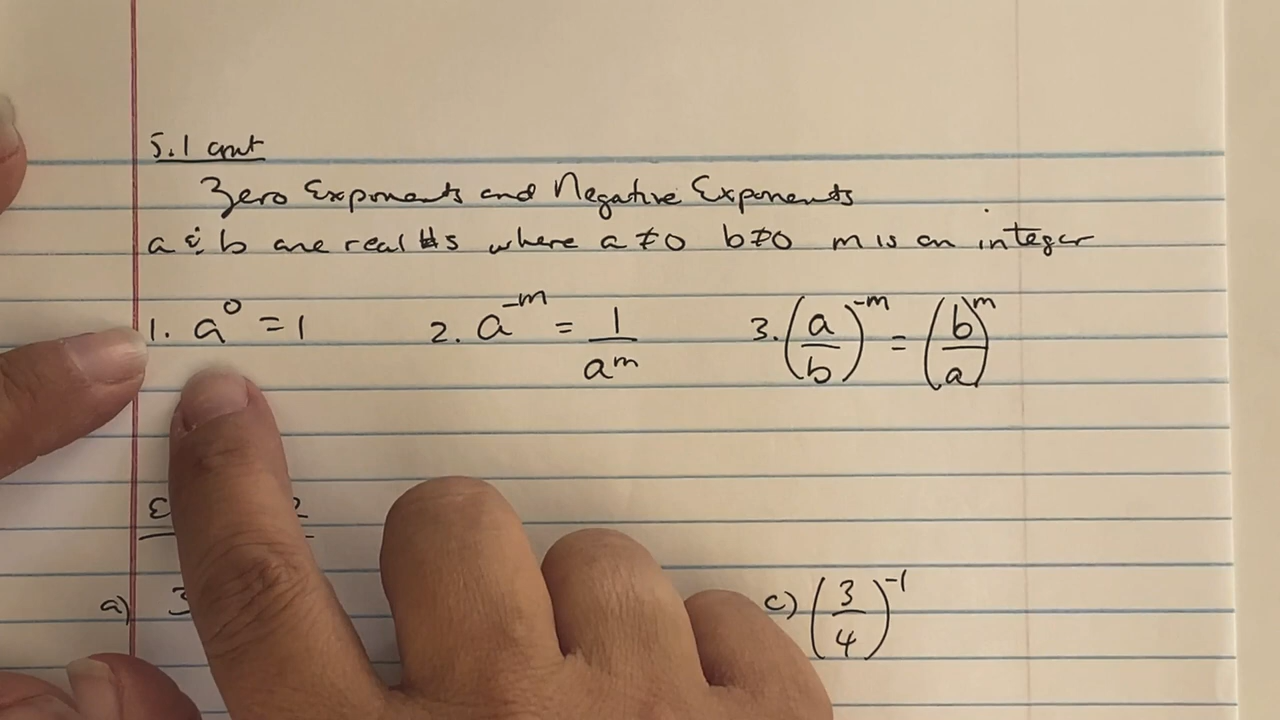 5.1 cont
Zero Exponents and Negative Exponents
a & b are real #s where a ≠ 0 b ≠ 0 m is an integer
1. a⁰ = 1 2. a⁻ᵐ = 1/aᵐ 3. (a/b)⁻ᵐ = (b/a)ᵐ
a) 3 c) (3/4)⁻¹